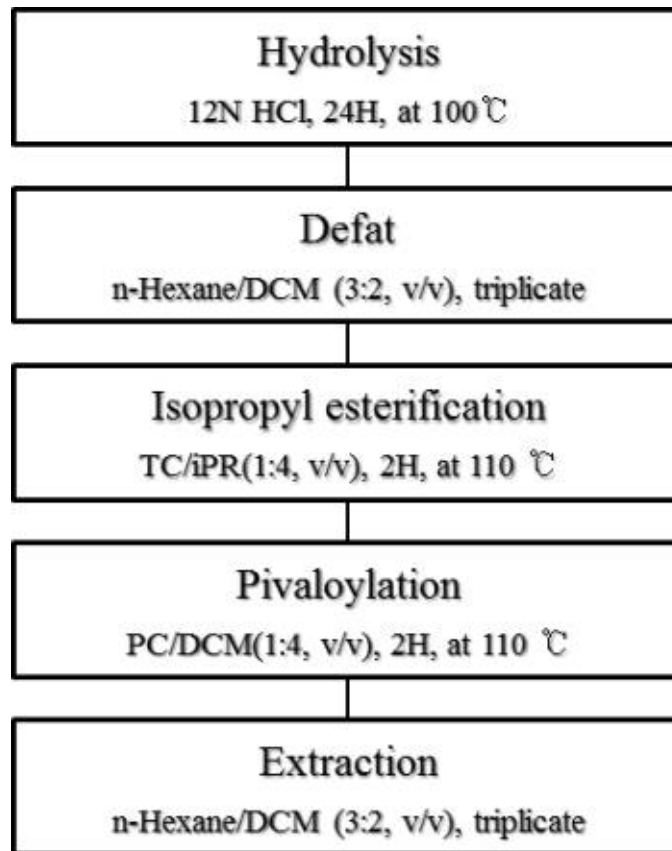 Hydrolysis
12N HCl, 24H, at 100℃
Defat
n-Hexane/DCM (3:2, v/v), triplicate
Isopropyl esterification
TC/iPR(1:4, v/v), 2H, at 110 ℃
Pivaloylation
PC/DCM(1:4, v/v), 2H, at 110 ℃
Extraction
n-Hexane/DCM (3:2, v/v), triplicate